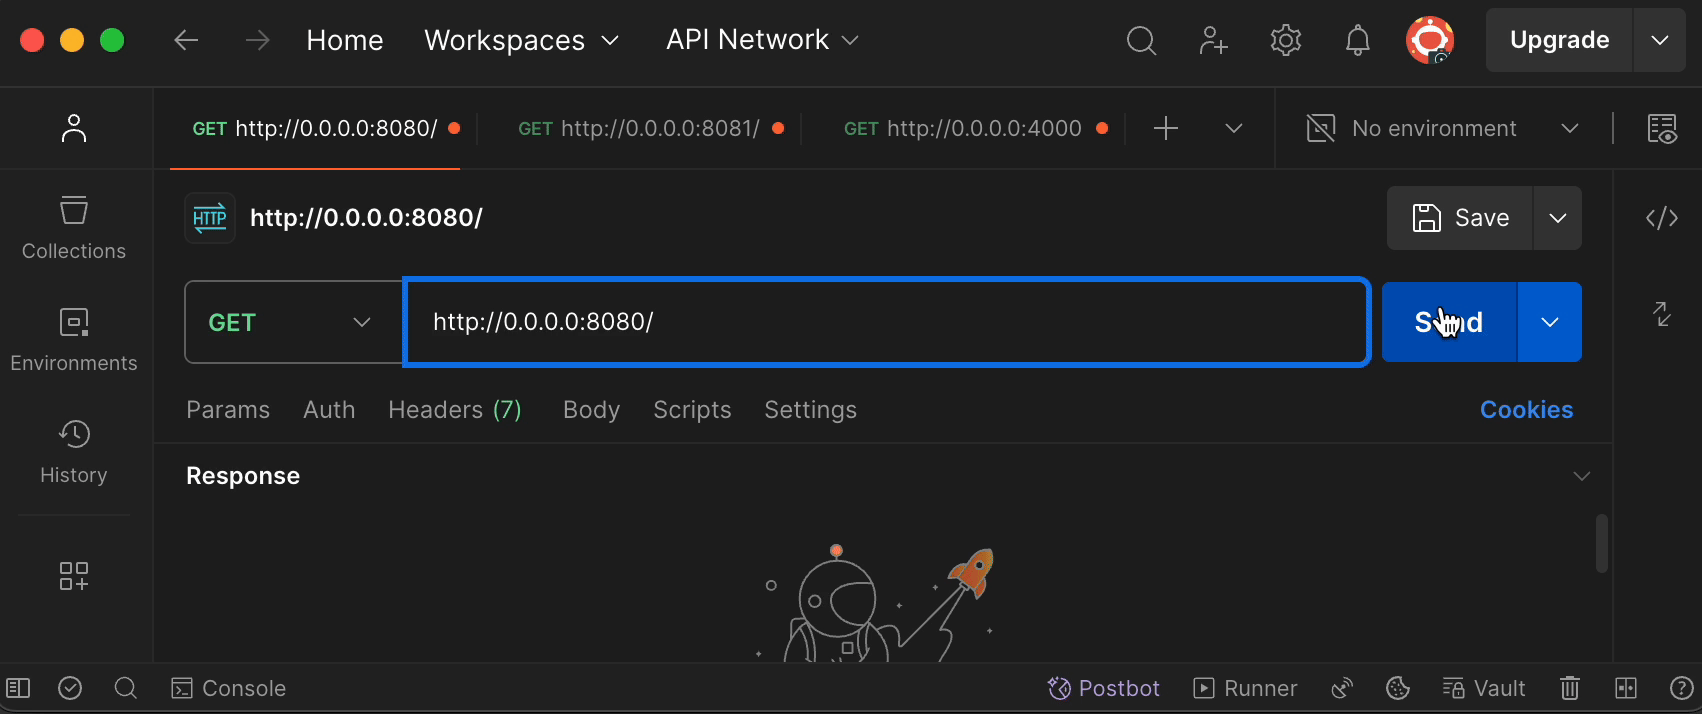 Home Workspaces API Network Upgrade
GET http://0.0.0.0:8080/ GET http://0.0.0.0:8081/ GET http://0.0.0.0:4000 No environment
HTTP http://0.0.0.0:8080/ Save
Collections
GET http://0.0.0.0:8080/ Send
Environments
Params Auth Headers (7) Body Scripts Settings Cookies
History
Response
Console Postbot Runner Vault